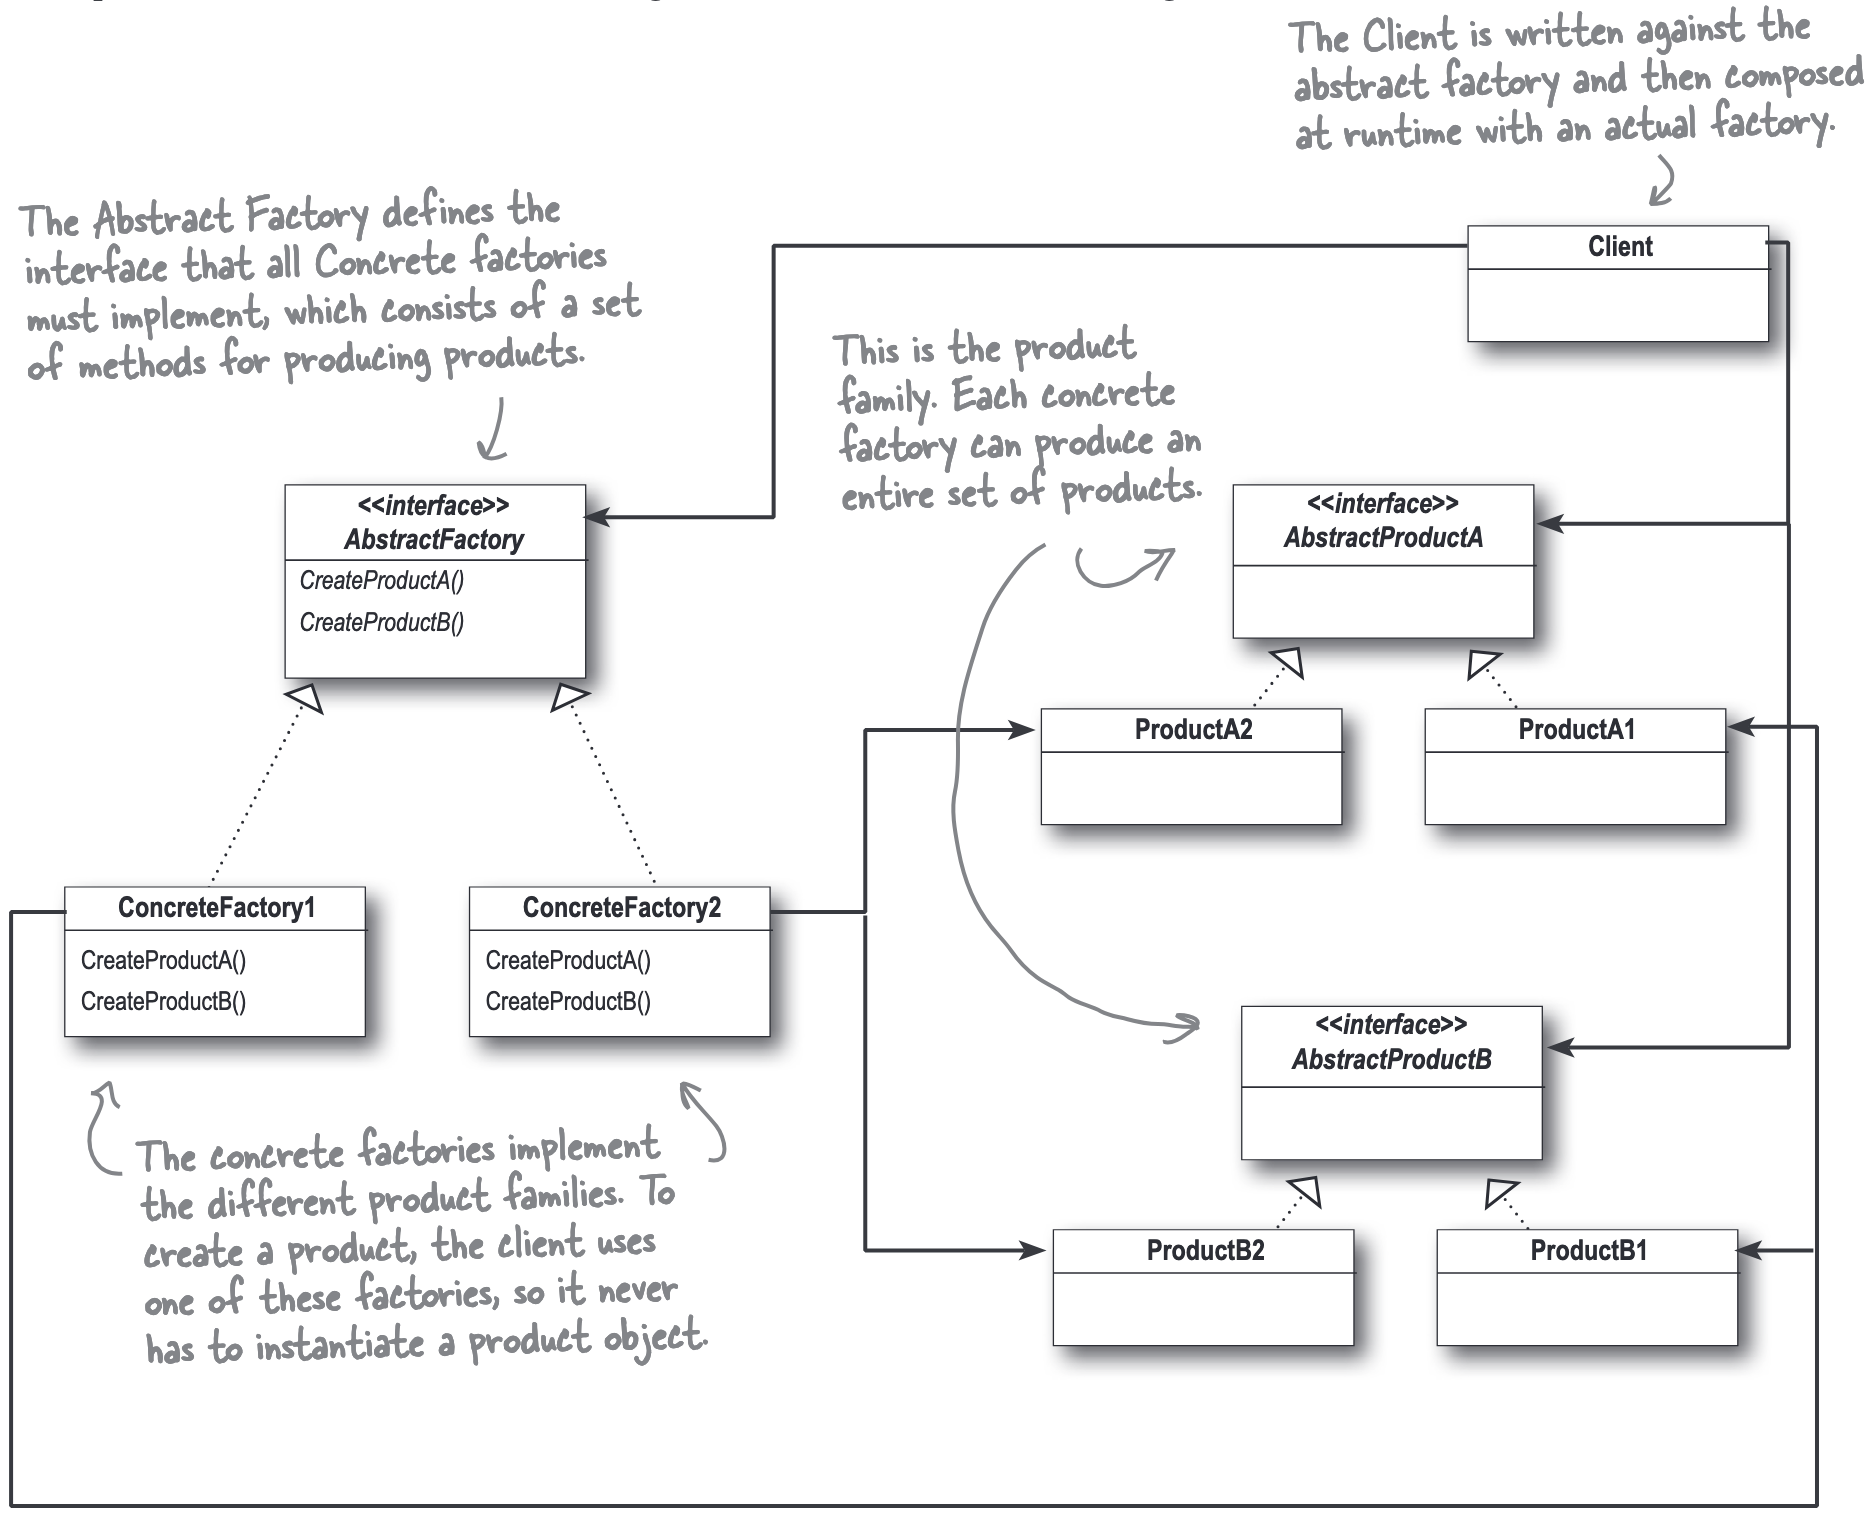 The Client is written against the
abstract factory and then composed
at runtime with an actual factory.
The Abstract Factory defines the
interface that all Concrete factories
must implement, which consists of a set
of methods for producing products.
Client
This is the product
family. Each concrete
factory can produce an
entire set of products.
<<interface>>
AbstractFactory
CreateProductA()
CreateProductB()
<<interface>>
AbstractProductA
ProductA2
ProductA1
ConcreteFactory1
CreateProductA()
CreateProductB()
ConcreteFactory2
CreateProductA()
CreateProductB()
<<interface>>
AbstractProductB
The concrete factories implement
the different product families. To
create a product, the client uses
one of these factories, so it never
has to instantiate a product object.
ProductB2
ProductB1